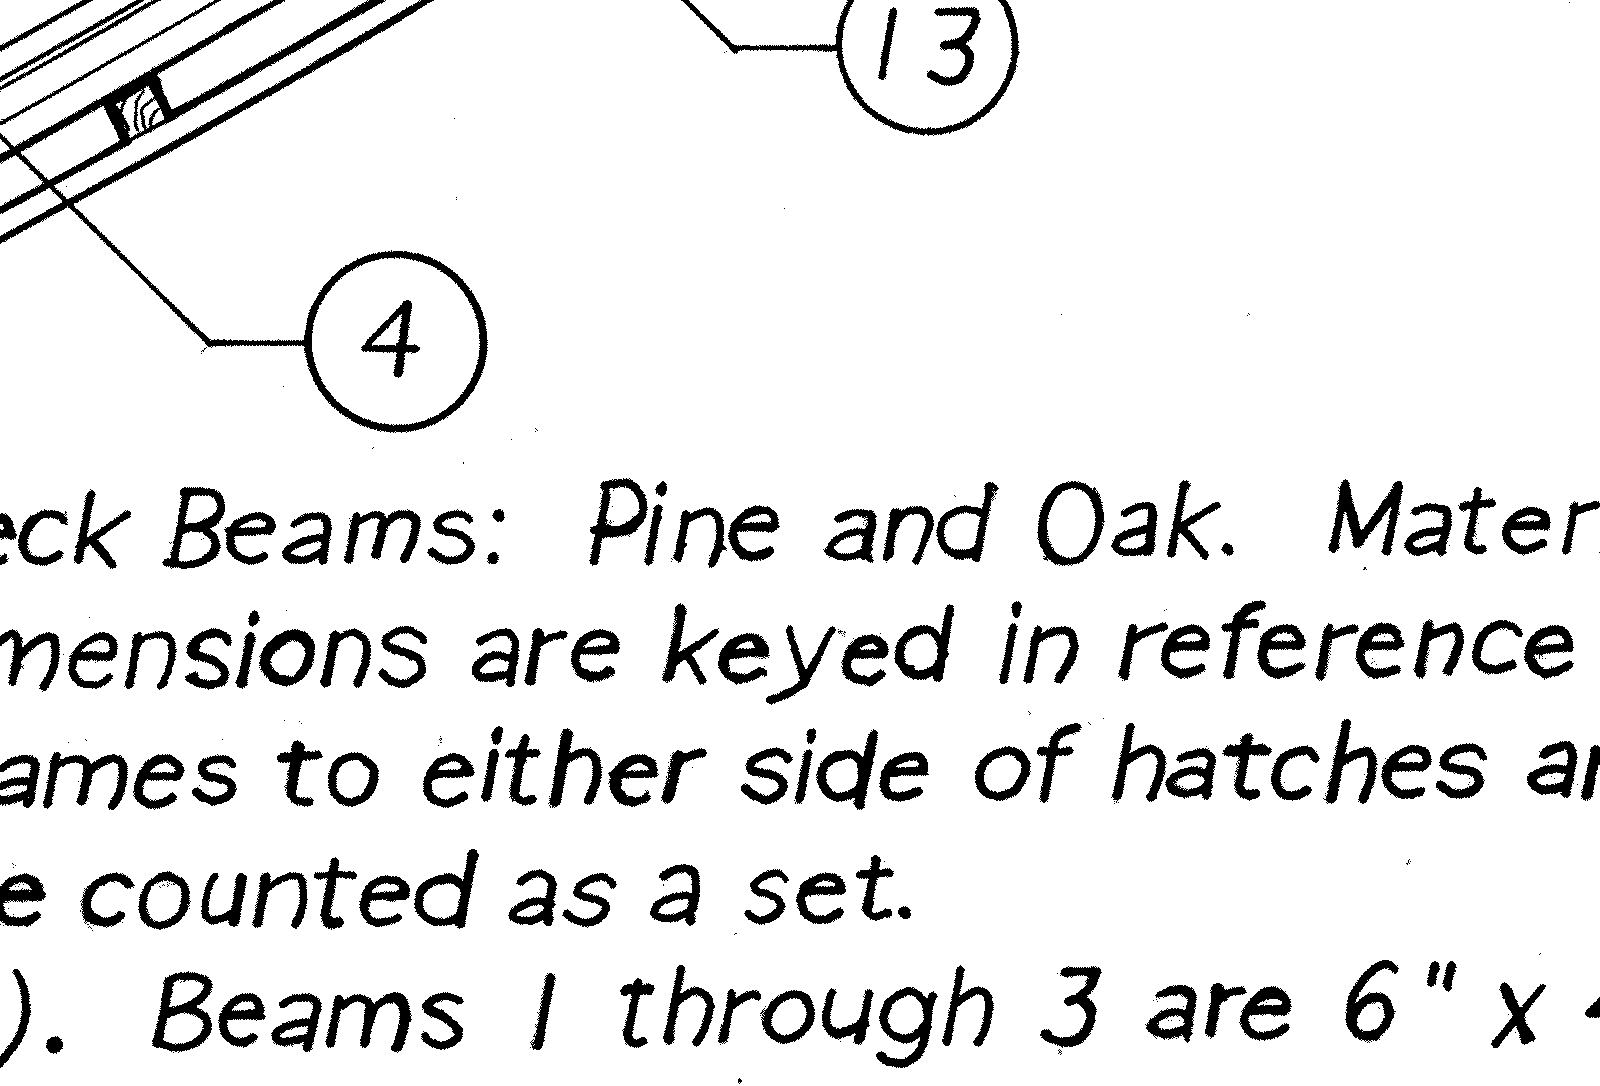 13
4
eck Beams: Pine and Oak. Mater
mensions are keyed in reference
ames to either side of hatches ar
e counted as a set.
). Beams 1 through 3 are 6" x